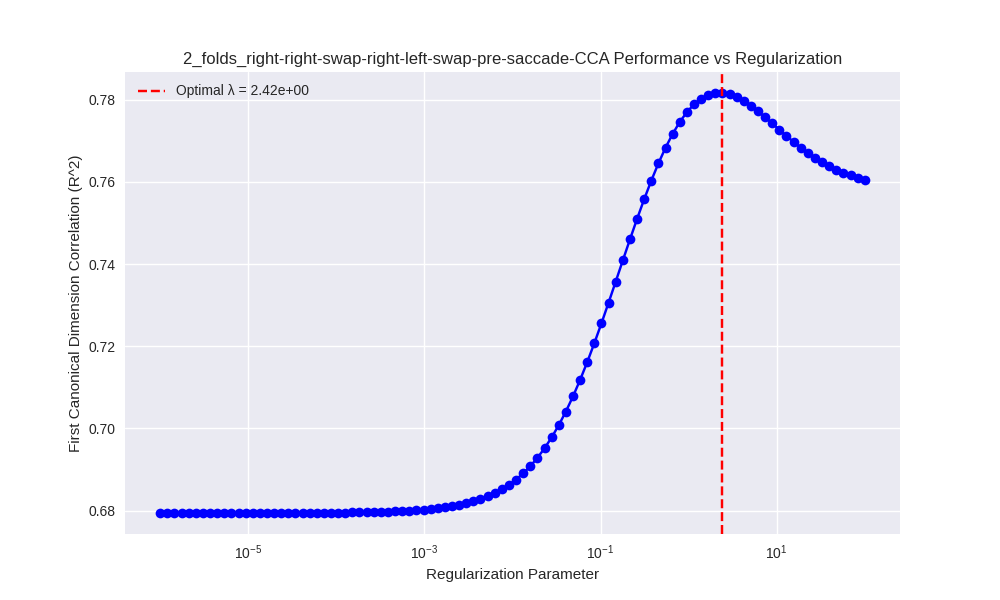 2_folds_right-right-swap-right-left-swap-pre-saccade-CCA Performance vs Regularization
Optimal λ = 2.42e+00
First Canonical Dimension Correlation (R^2)
0.78
0.76
0.74
0.72
0.70
0.68
10⁻⁵
10⁻³
10⁻¹
10¹
Regularization Parameter